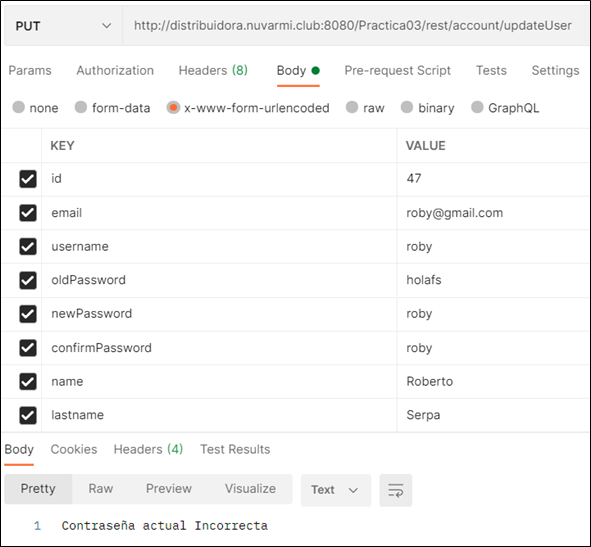 PUT http://distribuidora.nuvarmi.club:8080/Practica03/rest/account/updateUser
Params Authorization Headers (8) Body Pre-request Script Tests Settings
none form-data x-www-form-urlencoded raw binary GraphQL
KEY VALUE
id 47
email roby@gmail.com
username roby
oldPassword holafs
newPassword roby
confirmPassword roby
name Roberto
lastname Serpa
Body Cookies Headers (4) Test Results
Pretty Raw Preview Visualize Text
1 Contraseña actual Incorrecta